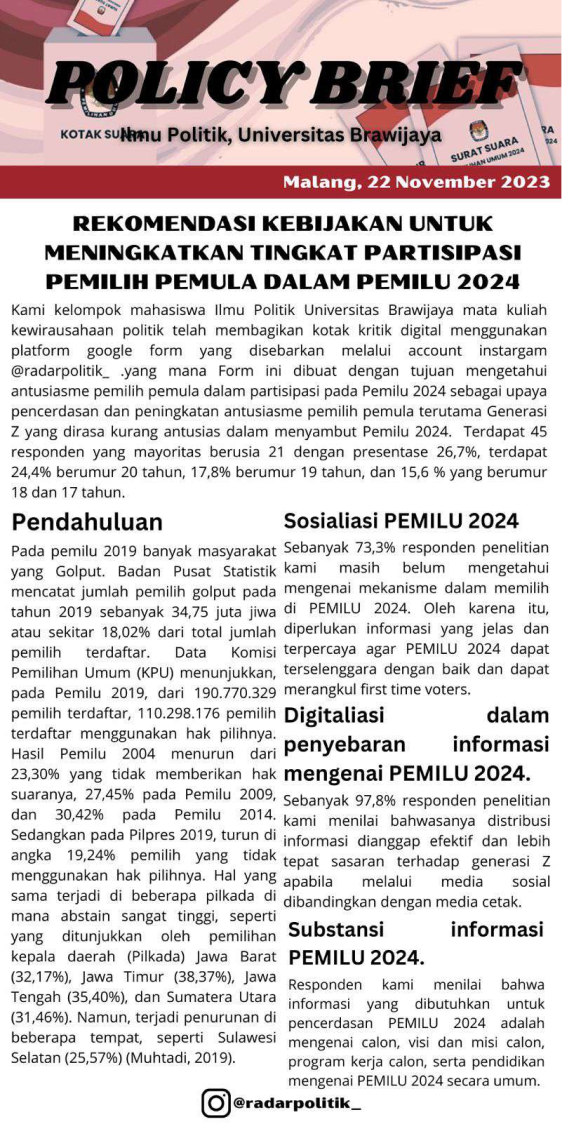 POLICY BRIEF
KOTAK SUARA
Ilmu Politik, Universitas Brawijaya
SURAT SUARA
Malang, 22 November 2023
REKOMENDASI KEBIJAKAN UNTUK
MENINGKATKAN TINGKAT PARTISIPASI
PEMILIH PEMULA DALAM PEMILU 2024
Kami kelompok mahasiswa Ilmu Politik Universitas Brawijaya mata kuliah
kewirausahaan politik telah membagikan kotak kritik digital menggunakan
platform google form yang disebarkan melalui account instargam
@radarpolitik_ .yang mana Form ini dibuat dengan tujuan mengetahui
antusiasme pemilih pemula dalam partisipasi pada Pemilu 2024 sebagai upaya
pencerdasan dan peningkatan antusiasme pemilih pemula terutama Generasi
Z yang dirasa kurang antusias dalam menyambut Pemilu 2024. Terdapat 45
responden yang mayoritas berusia 21 dengan presentase 26,7%, terdapat
24,4% berumur 20 tahun, 17,8% berumur 19 tahun, dan 15,6 % yang berumur
18 dan 17 tahun.
Pendahuluan
Pada pemilu 2019 banyak masyarakat
yang Golput. Badan Pusat Statistik
mencatat jumlah pemilih golput pada
tahun 2019 sebanyak 34,75 juta jiwa
atau sekitar 18,02% dari total jumlah
pemilih terdaftar. Data Komisi
Pemilihan Umum (KPU) menunjukkan,
pada Pemilu 2019, dari 190.770.329
pemilih terdaftar, 110.298.176 pemilih
terdaftar menggunakan hak pilihnya.
Hasil Pemilu 2004 menurun dari
23,30% yang tidak memberikan hak
suaranya, 27,45% pada Pemilu 2009,
dan 30,42% pada Pemilu 2014.
Sedangkan pada Pilpres 2019, turun di
angka 19,24% pemilih yang tidak
menggunakan hak pilihnya. Hal yang
sama terjadi di beberapa pilkada di
mana abstain sangat tinggi, seperti
yang ditunjukkan oleh pemilihan
kepala daerah (Pilkada) Jawa Barat
(32,17%), Jawa Timur (38,37%), Jawa
Tengah (35,40%), dan Sumatera Utara
(31,46%). Namun, terjadi penurunan di
beberapa tempat, seperti Sulawesi
Selatan (25,57%) (Muhtadi, 2019).
Sosialiasi PEMILU 2024
Sebanyak 73,3% responden penelitian
kami masih belum mengetahui
mengenai mekanisme dalam memilih
di PEMILU 2024. Oleh karena itu,
diperlukan informasi yang jelas dan
terpercaya agar PEMILU 2024 dapat
terselenggara dengan baik dan dapat
merangkul first time voters.
Digitaliasi dalam
penyebaran informasi
mengenai PEMILU 2024.
Sebanyak 97,8% responden penelitian
kami menilai bahwasanya distribusi
informasi dianggap efektif dan lebih
tepat sasaran terhadap generasi Z
apabila melalui media sosial
dibandingkan dengan media cetak.
Substansi informasi
PEMILU 2024.
Responden kami menilai bahwa
informasi yang dibutuhkan untuk
pencerdasan PEMILU 2024 adalah
mengenai calon, visi dan misi calon,
program kerja calon, serta pendidikan
mengenai PEMILU 2024 secara umum.
@radarpolitik_